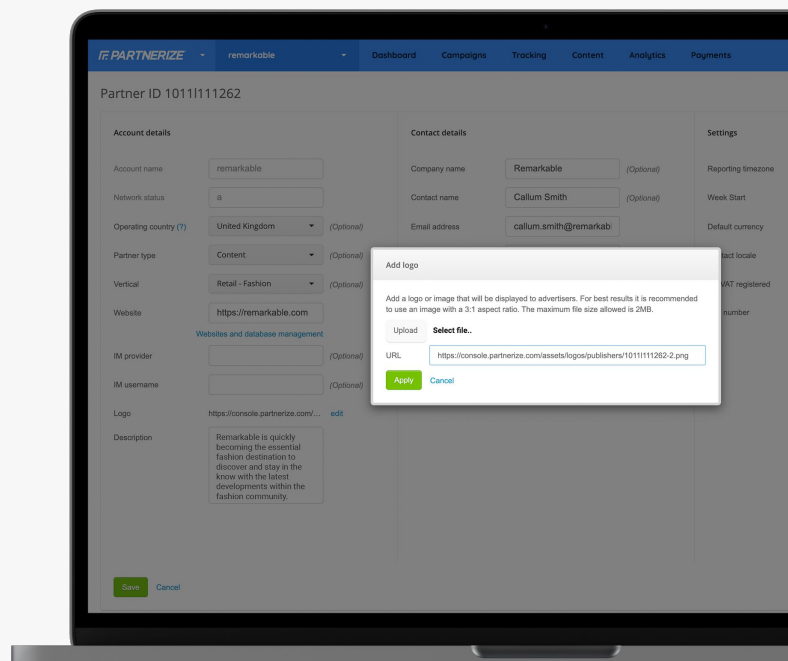 PARTNERIZE
remarkable
Dashboard
Campaigns
Tracking
Content
Analytics
Payments
Partner ID 1011l111262
Account details
Account name
remarkable
Network status
a
Operating country (?)
United Kingdom
(Optional)
Partner type
Content
(Optional)
Vertical
Retail - Fashion
(Optional)
Website
https://remarkable.com
Websites and database management
IM provider
(Optional)
IM username
(Optional)
Logo
https://console.partnerize.com/...
edit
Description
Remarkable is quickly
becoming the essential
fashion destination to
discover and stay in the
know with the latest
developments within the
fashion community.
Save
Cancel
Contact details
Company name
Remarkable
(Optional)
Contact name
Callum Smith
(Optional)
Email address
callum.smith@remarkabl
Settings
Reporting timezone
Week Start
Default currency
tact locale
VAT registered
number
Add logo
Add a logo or image that will be displayed to advertisers. For best results it is recommended
to use an image with a 3:1 aspect ratio. The maximum file size allowed is 2MB.
Upload
Select file..
URL
https://console.partnerize.com/assets/logos/publishers/1011l111262-2.png
Apply
Cancel